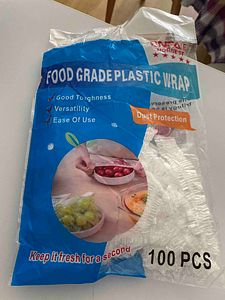 FOOD GRADE PLASTIC WRAP
Good Toughness
Versatility
Ease Of Use
Dust Protection
Keep it fresh for a second
100 PCS